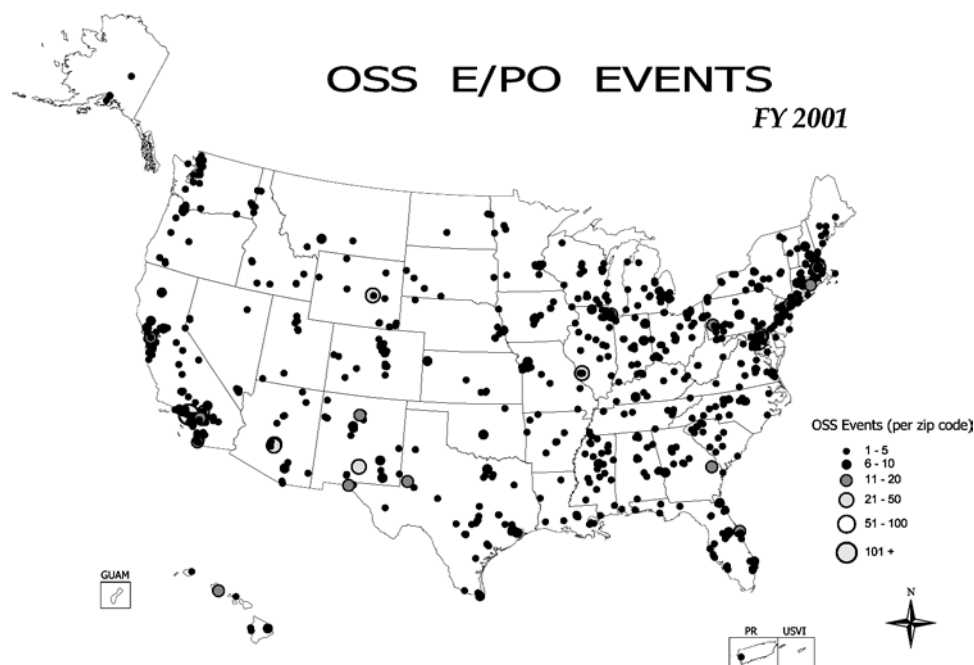 OSS E/PO EVENTS
FY 2001
OSS Events (per zip code)
1 - 5
6 - 10
11 - 20
21 - 50
51 - 100
101 +
GUAM
N
PR USVI